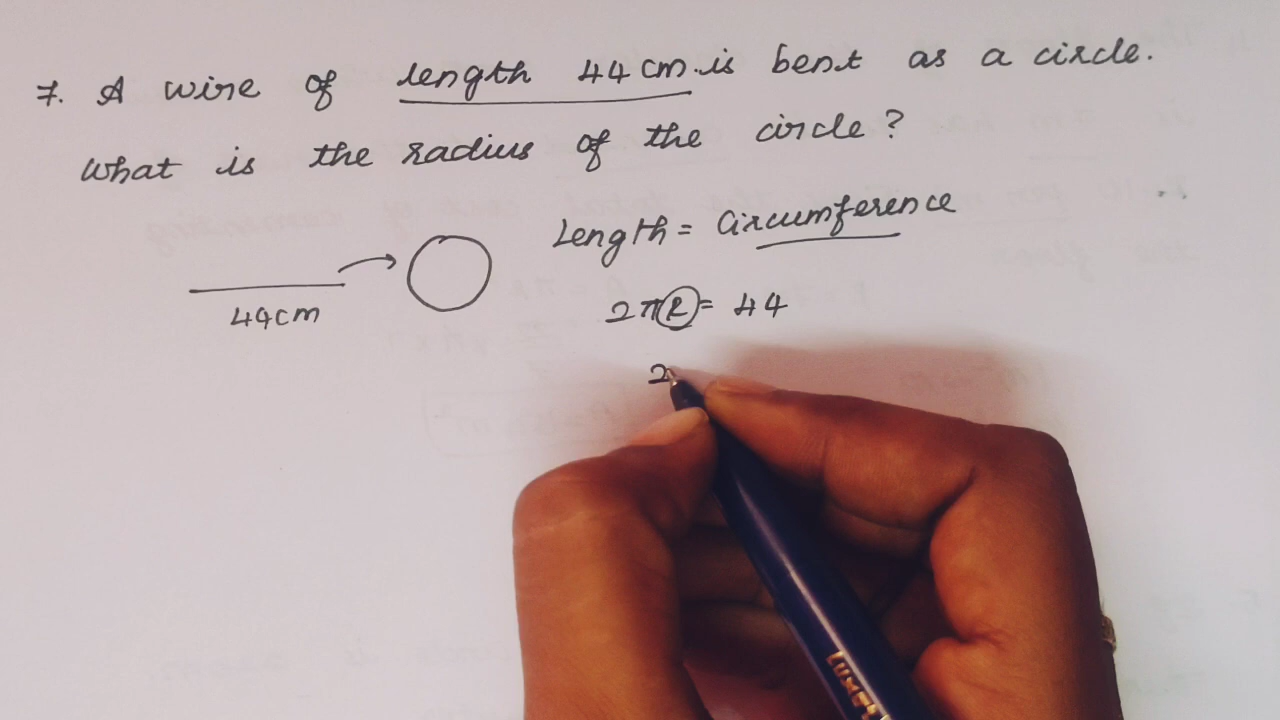 7. A wire of length 44 cm is bent as a circle.
What is the radius of the circle?
Length = Circumference
44cm
2πr = 44
2